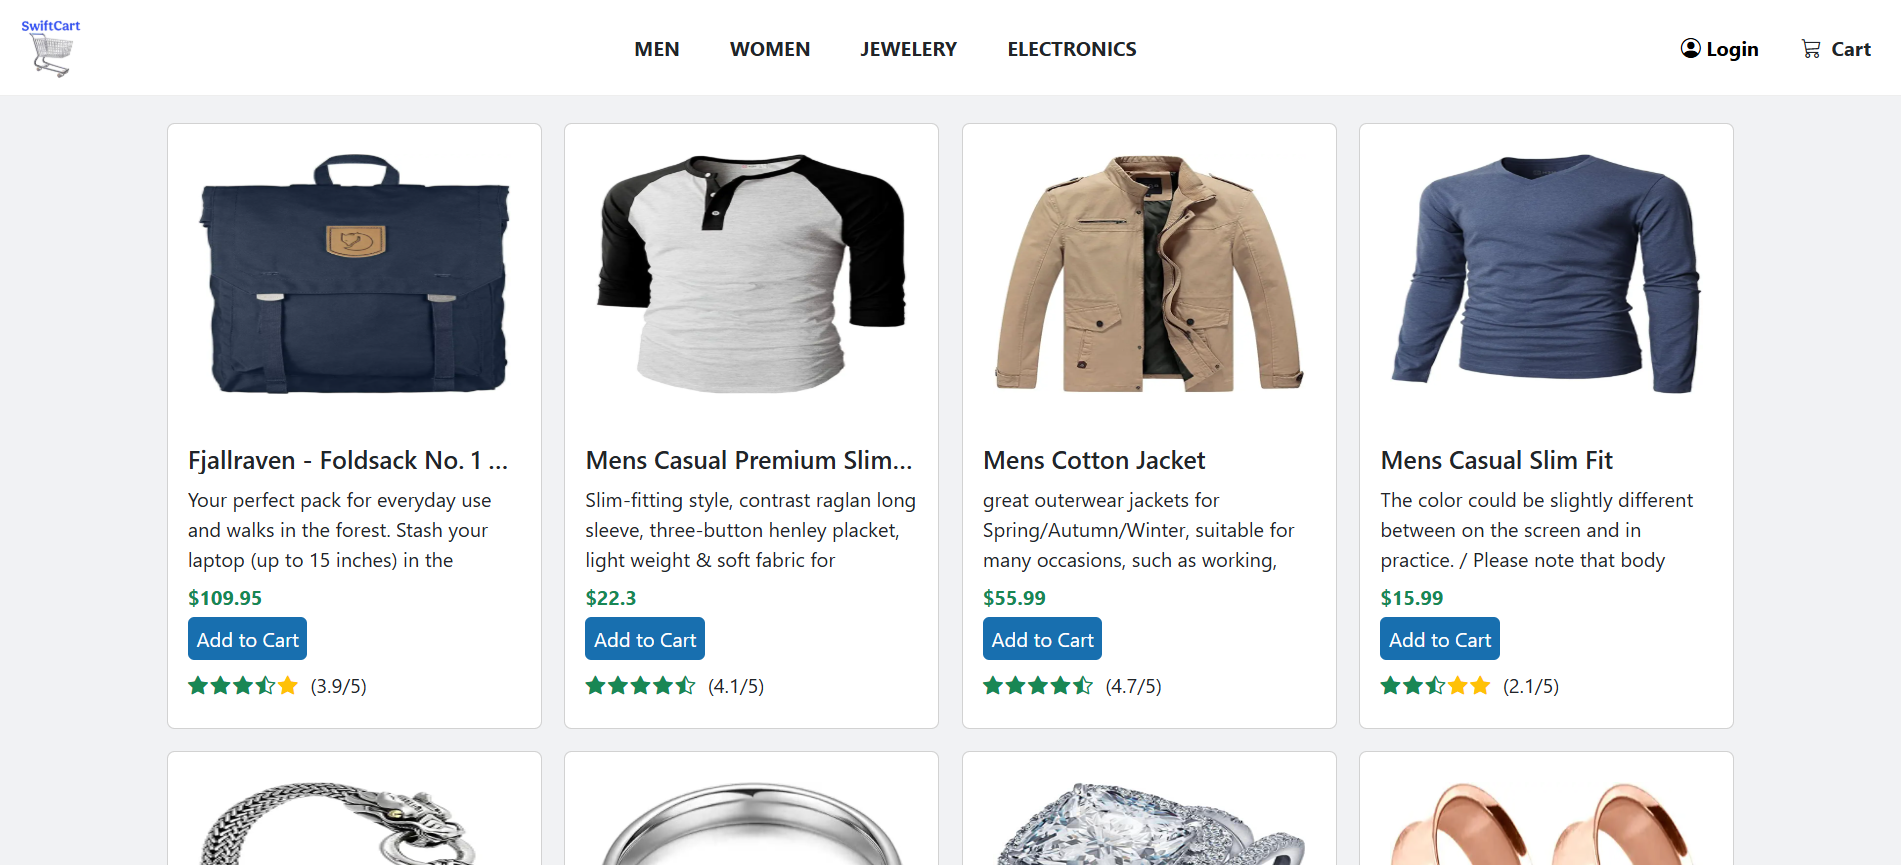 SwiftCart
MEN
WOMEN
JEWELERY
ELECTRONICS
Login
Cart
Fjallraven - Foldsack No. 1 ...
Your perfect pack for everyday use
and walks in the forest. Stash your
laptop (up to 15 inches) in the
$109.95
Add to Cart
(3.9/5)
Mens Casual Premium Slim...
Slim-fitting style, contrast raglan long
sleeve, three-button henley placket,
light weight & soft fabric for
$22.3
Add to Cart
(4.1/5)
Mens Cotton Jacket
great outerwear jackets for
Spring/Autumn/Winter, suitable for
many occasions, such as working,
$55.99
Add to Cart
(4.7/5)
Mens Casual Slim Fit
The color could be slightly different
between on the screen and in
practice. / Please note that body
$15.99
Add to Cart
(2.1/5)